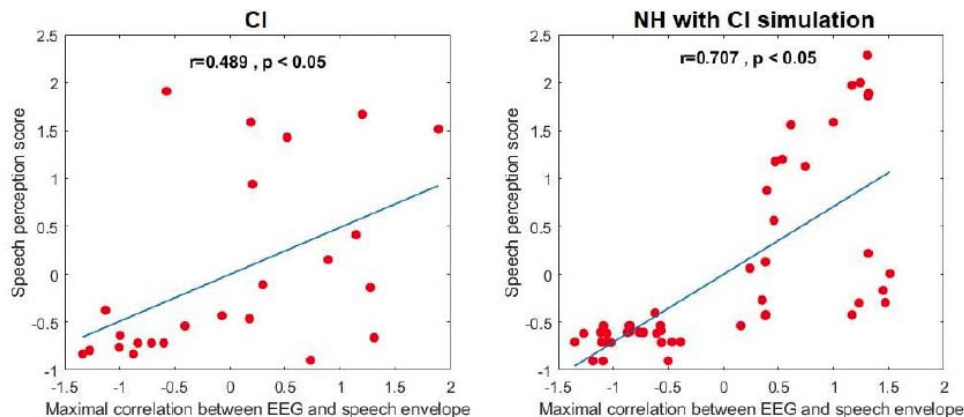 CI
r=0.489 , p < 0.05
Speech perception score
2.5
2
1.5
1
0.5
0
-0.5
-1
-1.5 -1 -0.5 0 0.5 1 1.5 2
Maximal correlation between EEG and speech envelope
NH with CI simulation
r=0.707 , p < 0.05
Speech perception score
2.5
2
1.5
1
0.5
0
-0.5
-1
-1.5 -1 -0.5 0 0.5 1 1.5 2
Maximal correlation between EEG and speech envelope